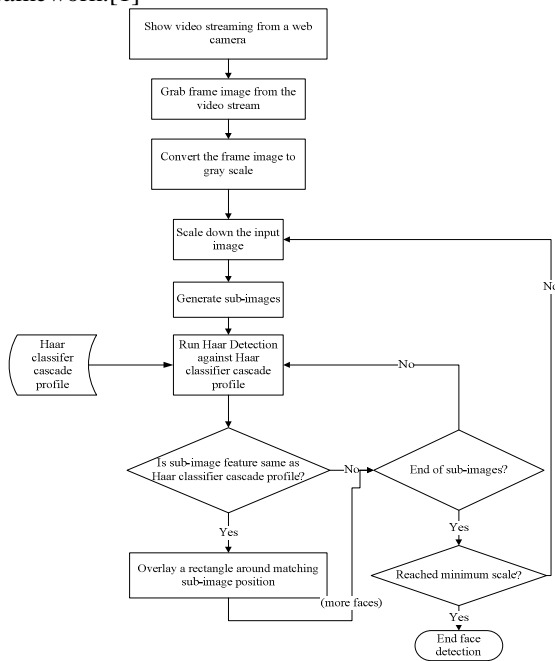 Show video streaming from a web
camera
Grab frame image from the
video stream
Convert the frame image to
gray scale
Scale down the input
image
Generate sub-images
Haar
classifer
cascade
profile
Run Haar Detection
against Haar
classifier cascade
profile
No
No
Is sub-image feature same as
Haar classifier cascade profile?
No
End of sub-images?
Yes
Yes
Overlay a rectangle around matching
sub-image position
(more faces)
Reached minimum scale?
Yes
End face
detection